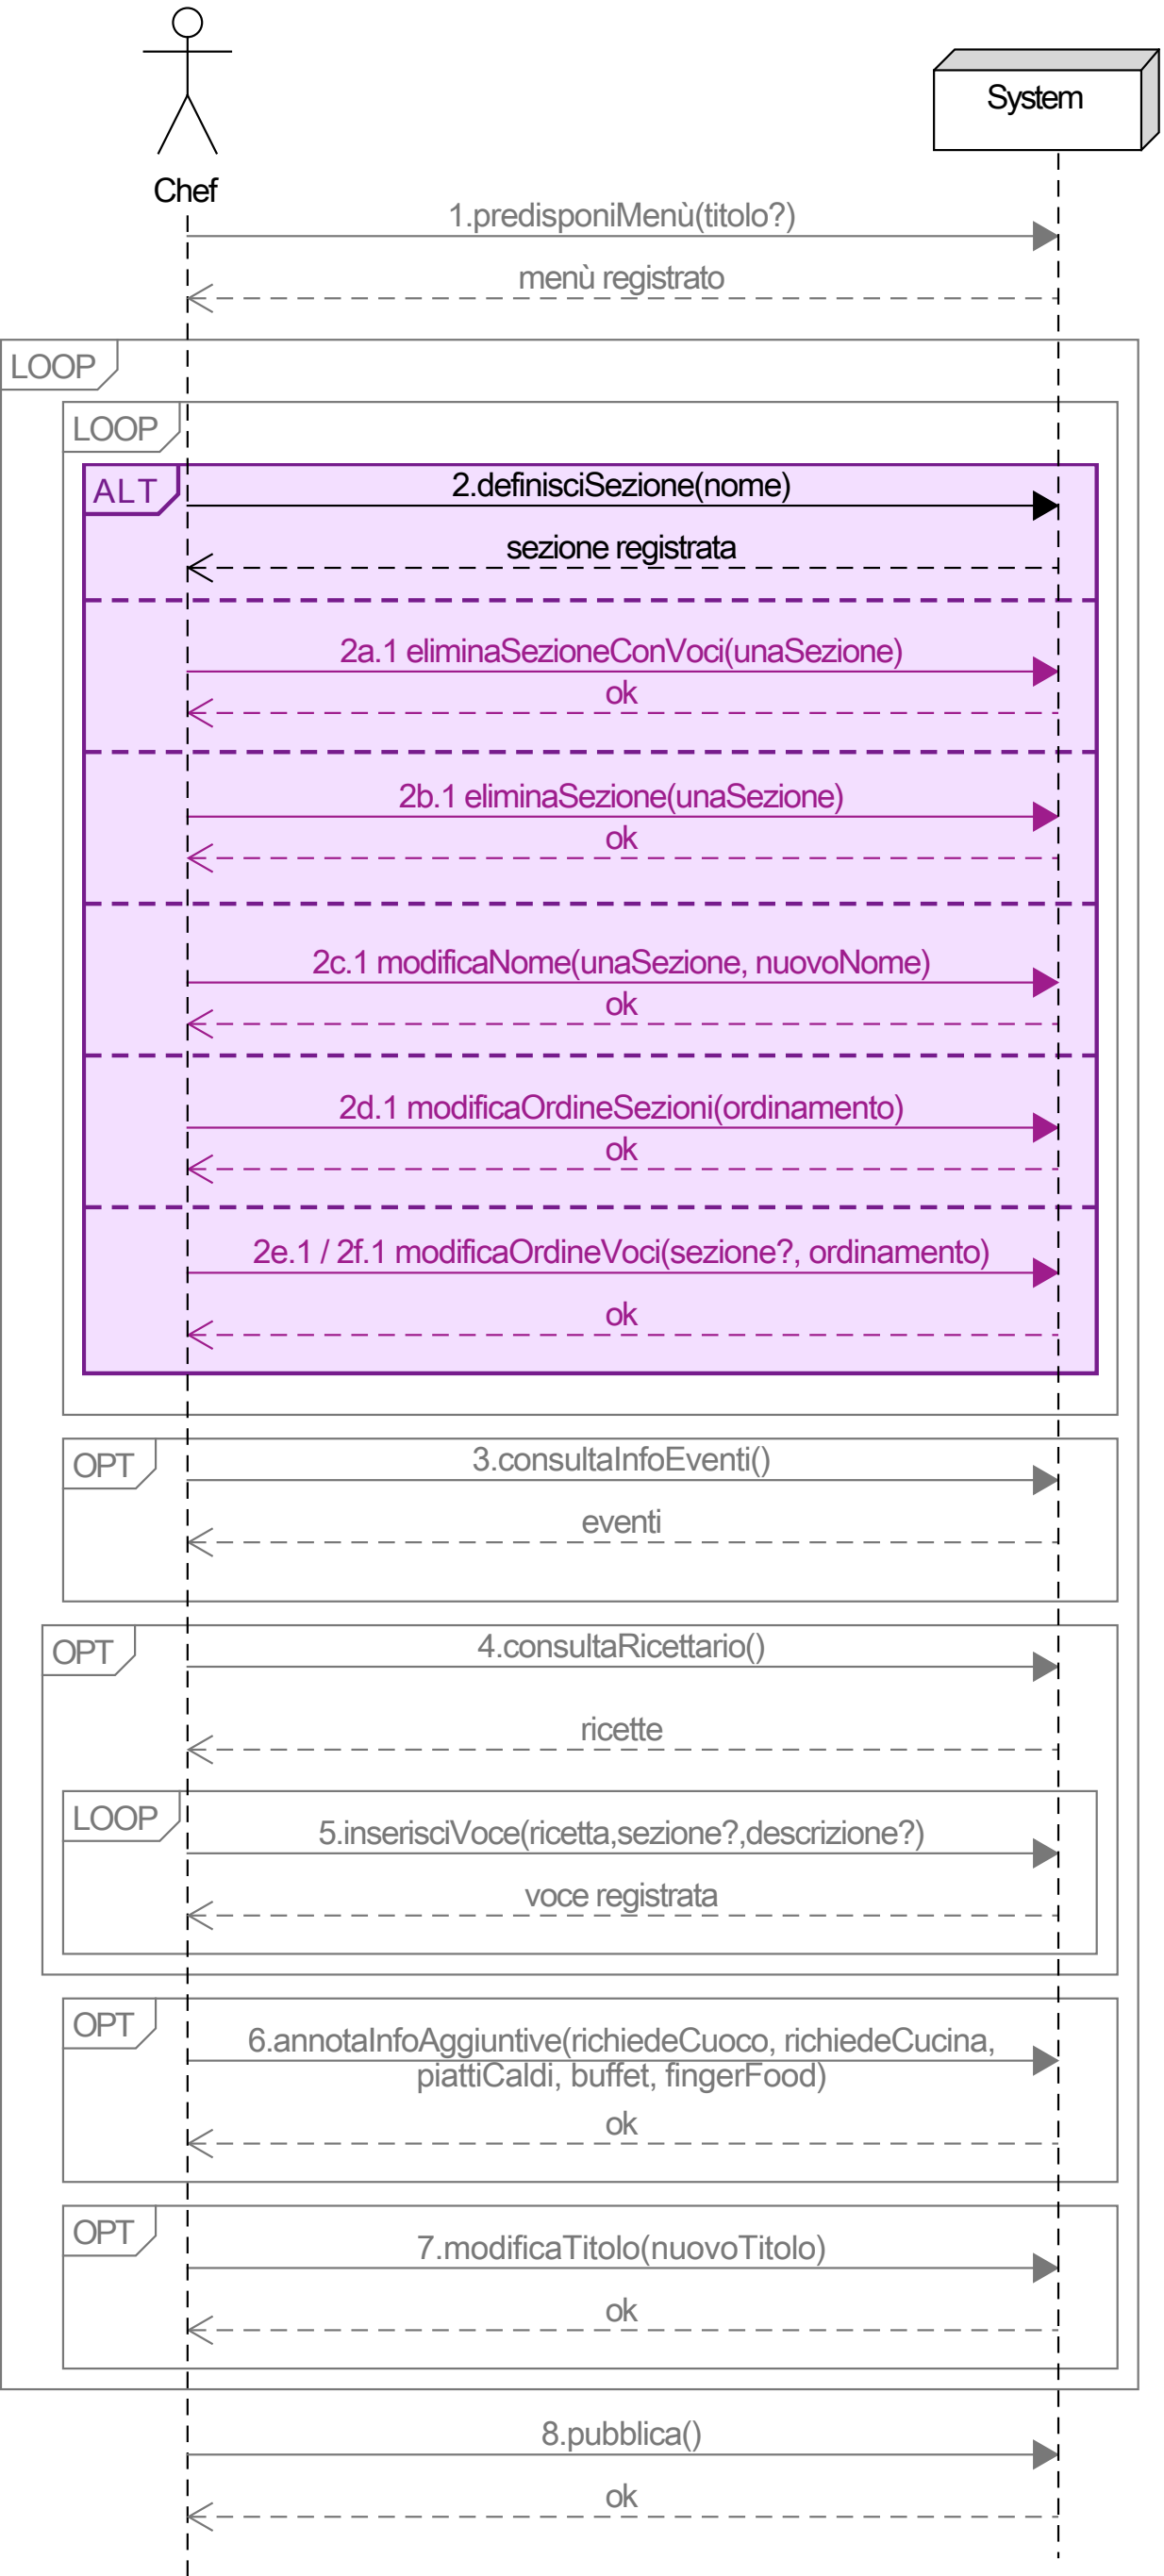 System
Chef
1.predisponiMenù(titolo?)
menù registrato
LOOP
LOOP
ALT
2.definisciSezione(nome)
sezione registrata
2a.1 eliminaSezioneConVoci(unaSezione)
ok
2b.1 eliminaSezione(unaSezione)
ok
2c.1 modificaNome(unaSezione, nuovoNome)
ok
2d.1 modificaOrdineSezioni(ordinamento)
ok
2e.1 / 2f.1 modificaOrdineVoci(sezione?, ordinamento)
ok
OPT
3.consultaInfoEventi()
eventi
OPT
4.consultaRicettario()
ricette
LOOP
5.inserisciVoce(ricetta,sezione?,descrizione?)
voce registrata
OPT
6.annotaInfoAggiuntive(richiedeCuoco, richiedeCucina,
piattiCaldi, buffet, fingerFood)
ok
OPT
7.modificaTitolo(nuovoTitolo)
ok
8.pubblica()
ok